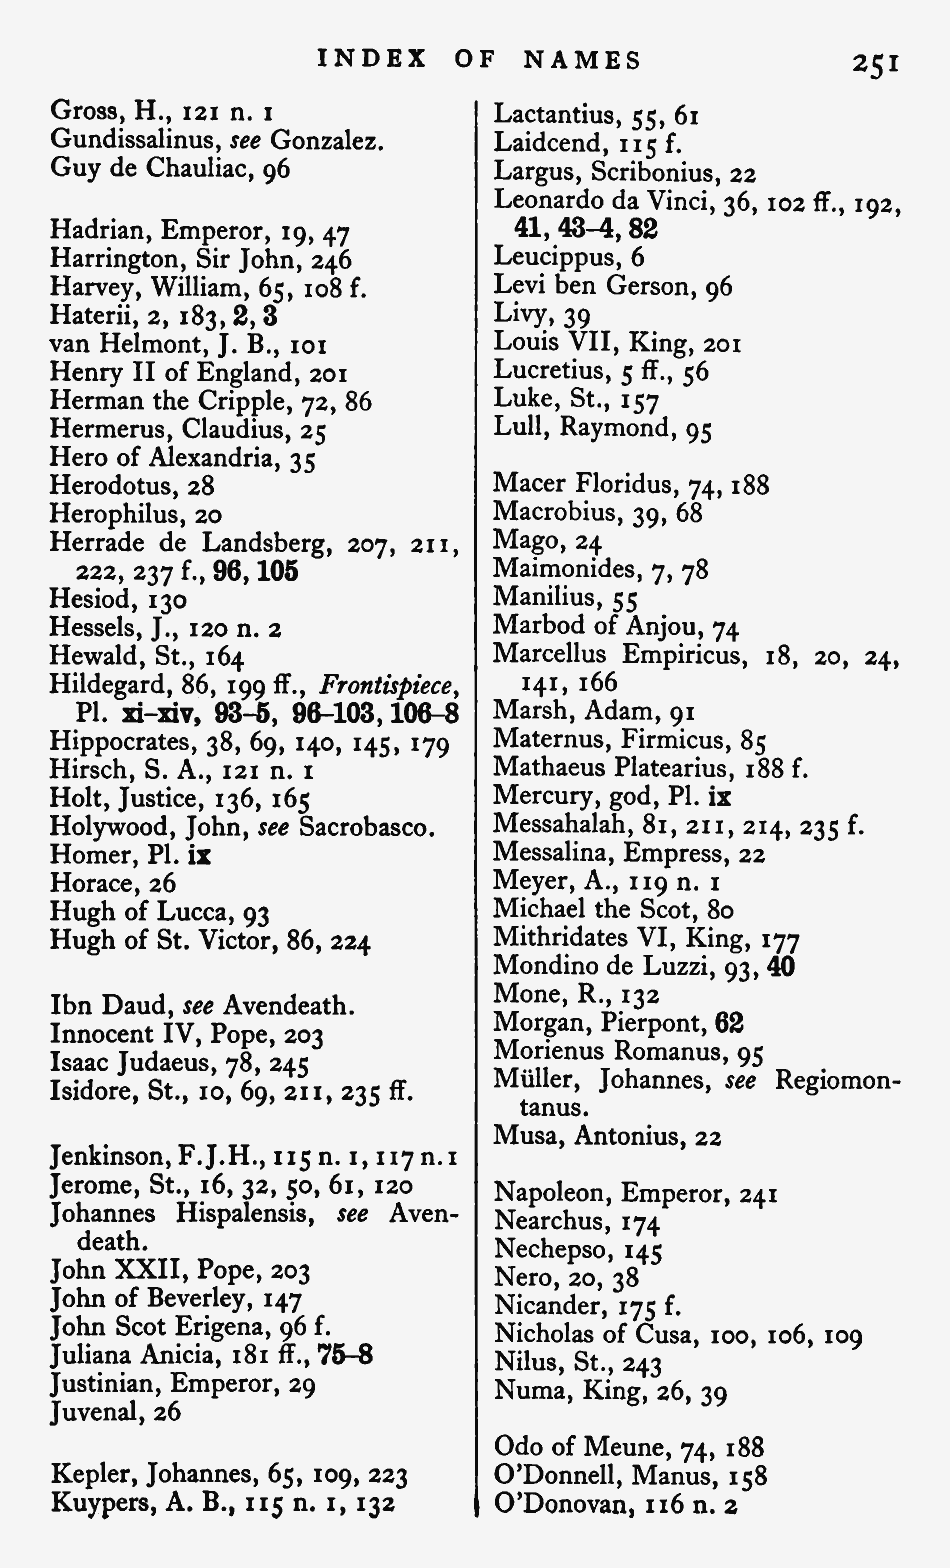 INDEX OF NAMES 251
Gross, H., 121 n. 1
Gundissalinus, see Gonzalez.
Guy de Chauliac, 96
Hadrian, Emperor, 19, 47
Harrington, Sir John, 246
Harvey, William, 65, 108 f.
Haterii, 2, 183, 2, 3
van Helmont, J. B., 101
Henry II of England, 201
Herman the Cripple, 72, 86
Hermerus, Claudius, 25
Hero of Alexandria, 35
Herodotus, 28
Herophilus, 20
Herrade de Landsberg, 207, 211,
222, 237 f., 96, 105
Hesiod, 130
Hessels, J., 120 n. 2
Hewald, St., 164
Hildegard, 86, 199 ff., Frontispiece,
Pl. xi–xiv, 93–5, 96–103, 106–8
Hippocrates, 38, 69, 140, 145, 179
Hirsch, S. A., 121 n. 1
Holt, Justice, 136, 165
Holywood, John, see Sacrobasco.
Homer, Pl. ix
Horace, 26
Hugh of Lucca, 93
Hugh of St. Victor, 86, 224
Ibn Daud, see Avendeath.
Innocent IV, Pope, 203
Isaac Judaeus, 78, 245
Isidore, St., 10, 69, 211, 235 ff.
Jenkinson, F.J.H., 115 n. 1, 117 n. 1
Jerome, St., 16, 32, 50, 61, 120
Johannes Hispalensis, see Aven-
death.
John XXII, Pope, 203
John of Beverley, 147
John Scot Erigena, 96 f.
Juliana Anicia, 181 ff., 75–8
Justinian, Emperor, 29
Juvenal, 26
Kepler, Johannes, 65, 109, 223
Kuypers, A. B., 115 n. 1, 132
Lactantius, 55, 61
Laidcend, 115 f.
Largus, Scribonius, 22
Leonardo da Vinci, 36, 102 ff., 192,
41, 43–4, 82
Leucippus, 6
Levi ben Gerson, 96
Livy, 39
Louis VII, King, 201
Lucretius, 5 ff., 56
Luke, St., 157
Lull, Raymond, 95
Macer Floridus, 74, 188
Macrobius, 39, 68
Mago, 24
Maimonides, 7, 78
Manilius, 55
Marbod of Anjou, 74
Marcellus Empiricus, 18, 20, 24,
141, 166
Marsh, Adam, 91
Maternus, Firmicus, 85
Mathaeus Platearius, 188 f.
Mercury, god, Pl. ix
Messahalah, 81, 211, 214, 235 f.
Messalina, Empress, 22
Meyer, A., 119 n. 1
Michael the Scot, 80
Mithridates VI, King, 177
Mondino de Luzzi, 93, 40
Mone, R., 132
Morgan, Pierpont, 62
Morienus Romanus, 95
Müller, Johannes, see Regiomon-
tanus.
Musa, Antonius, 22
Napoleon, Emperor, 241
Nearchus, 174
Nechepso, 145
Nero, 20, 38
Nicander, 175 f.
Nicholas of Cusa, 100, 106, 109
Nilus, St., 243
Numa, King, 26, 39
Odo of Meune, 74, 188
O'Donnell, Manus, 158
O'Donovan, 116 n. 2